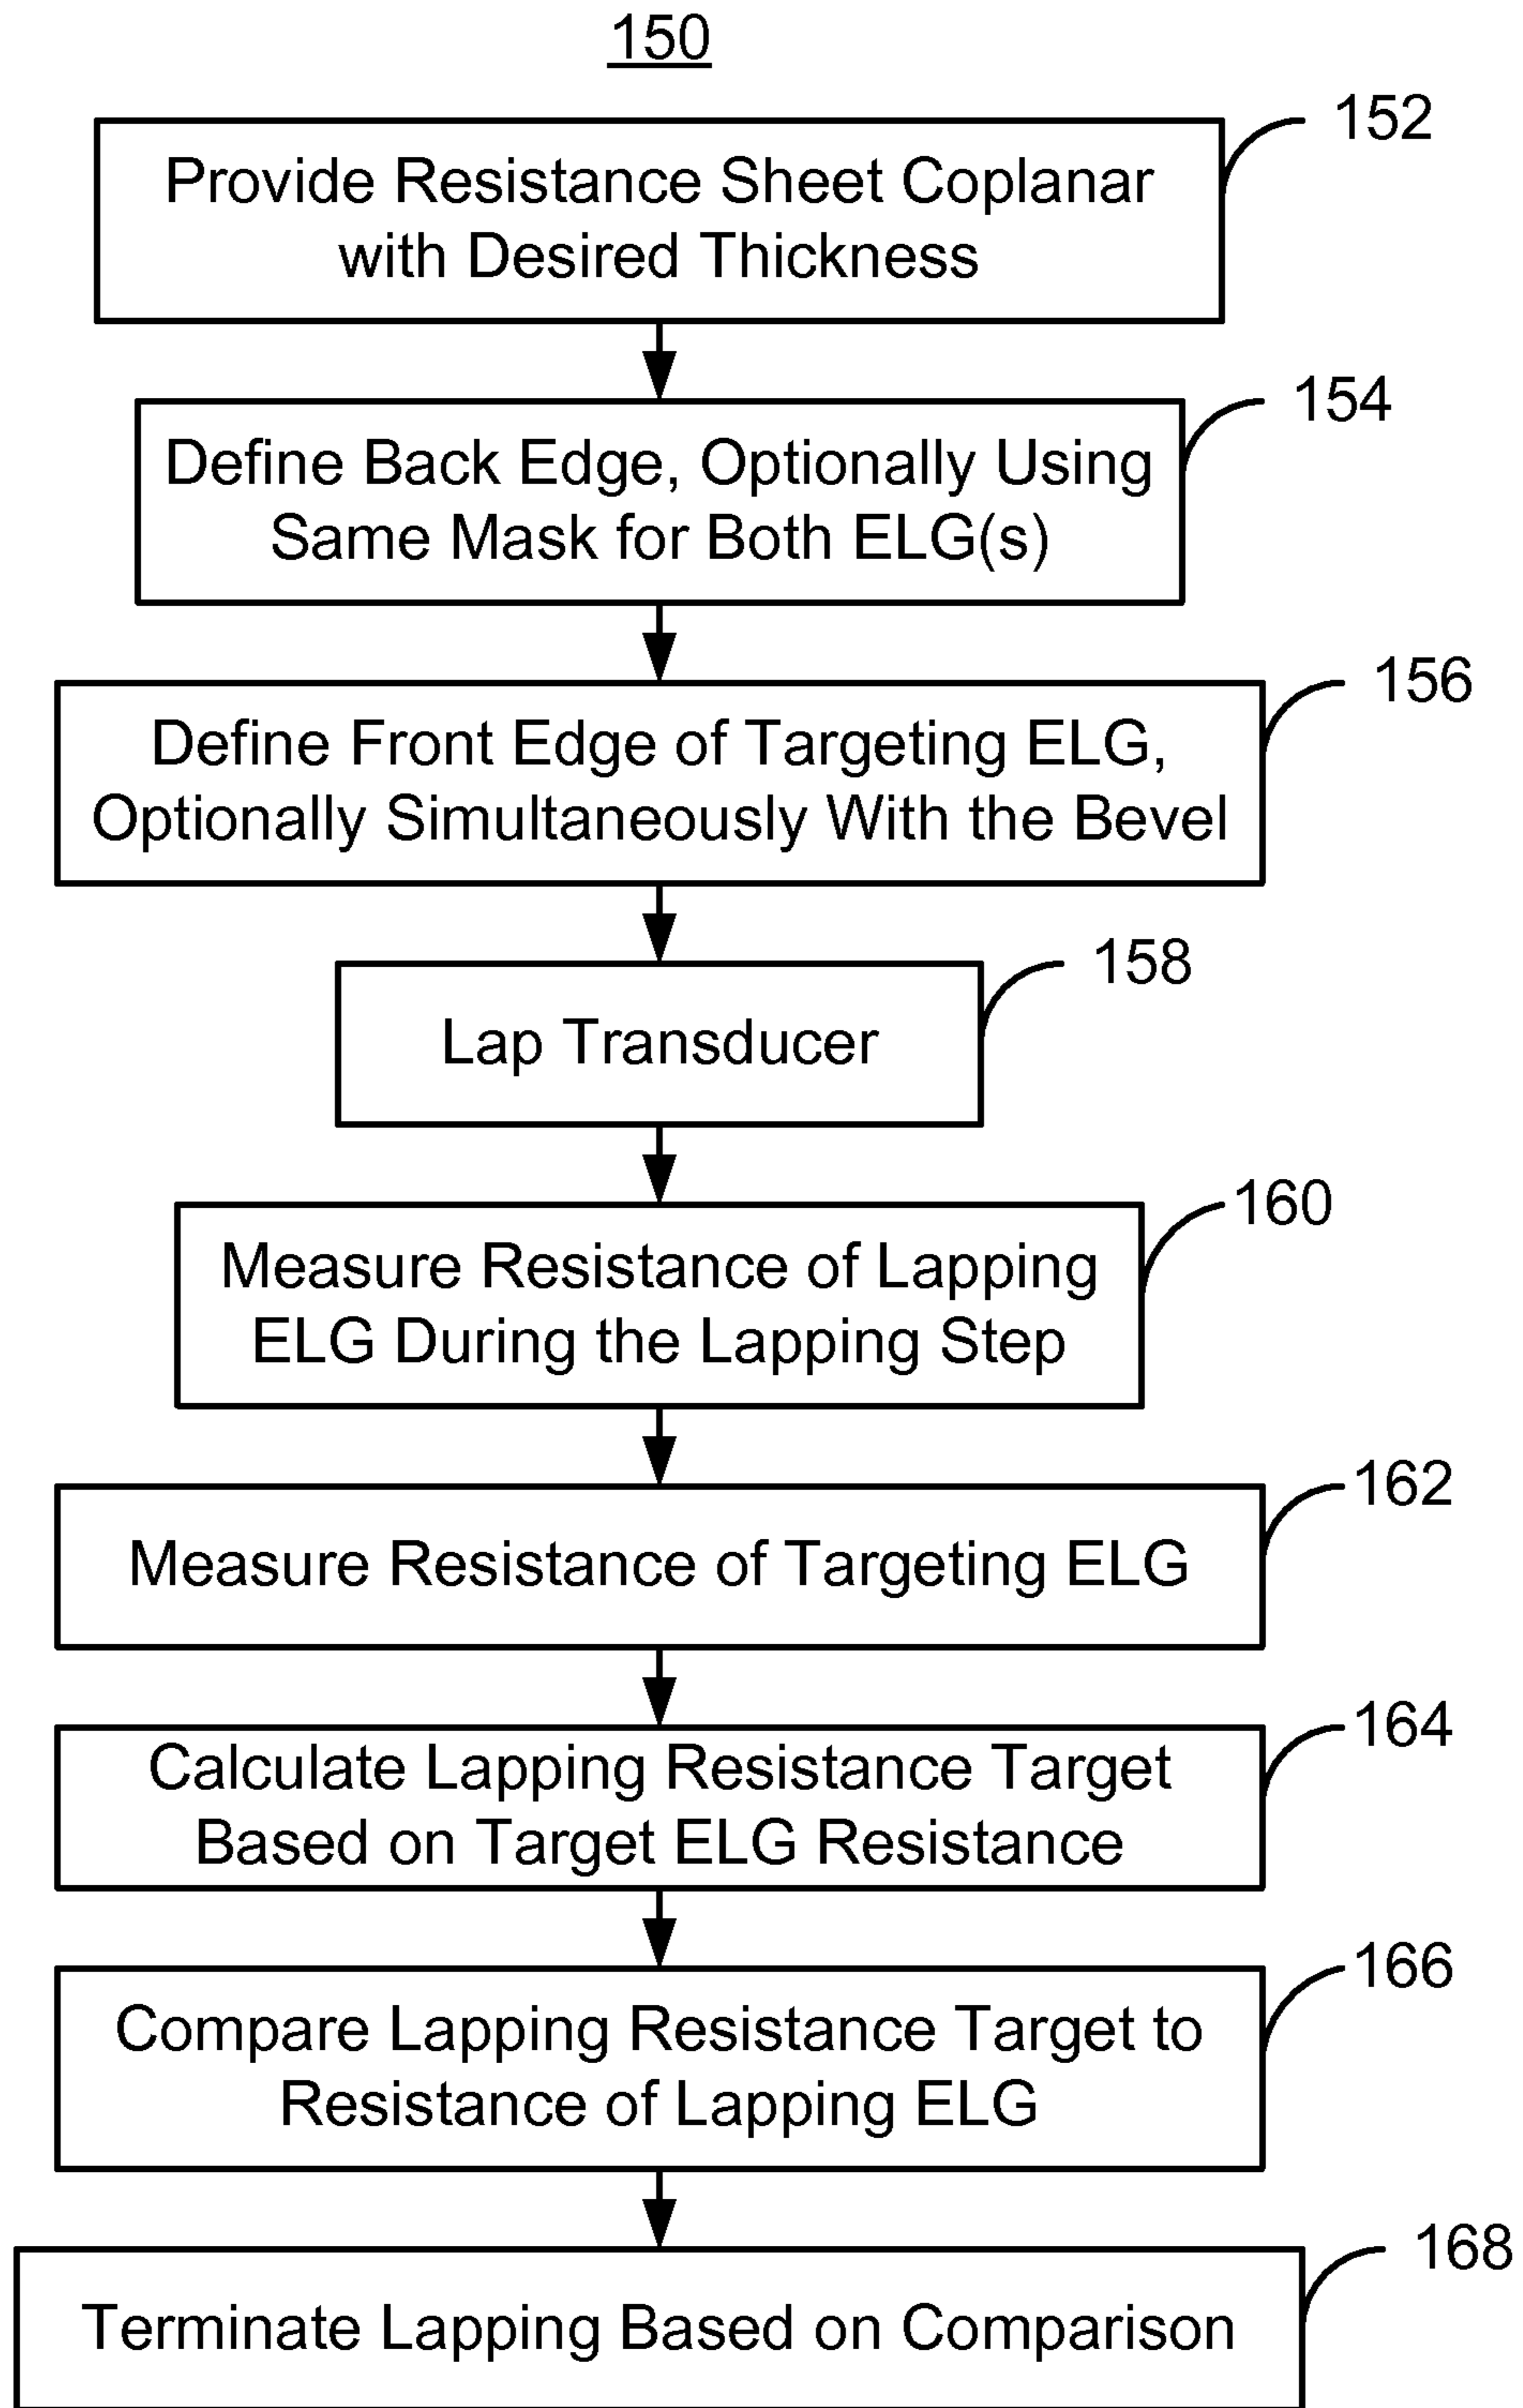 150
152
Provide Resistance Sheet Coplanar
with Desired Thickness
154
Define Back Edge, Optionally Using
Same Mask for Both ELG(s)
156
Define Front Edge of Targeting ELG,
Optionally Simultaneously With the Bevel
158
Lap Transducer
160
Measure Resistance of Lapping
ELG During the Lapping Step
162
Measure Resistance of Targeting ELG
164
Calculate Lapping Resistance Target
Based on Target ELG Resistance
166
Compare Lapping Resistance Target to
Resistance of Lapping ELG
168
Terminate Lapping Based on Comparison